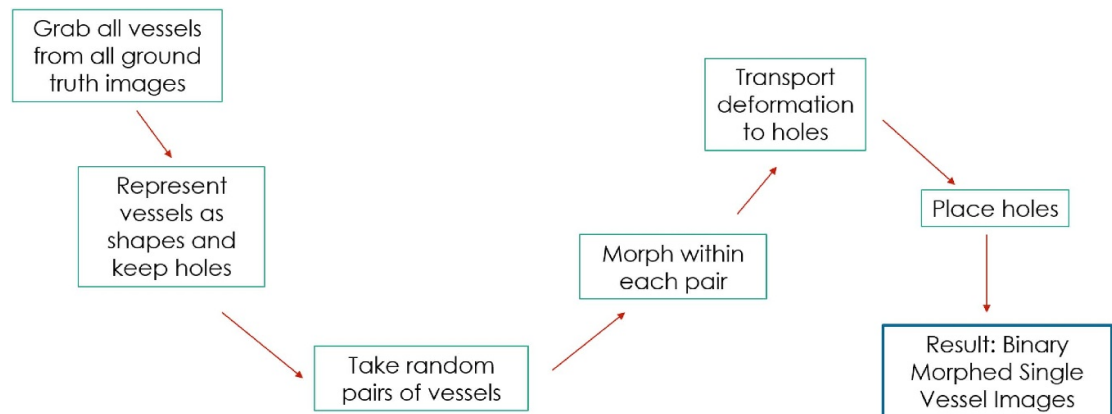 Grab all vessels
from all ground
truth images
Represent
vessels as
shapes and
keep holes
Take random
pairs of vessels
Morph within
each pair
Transport
deformation
to holes
Place holes
Result: Binary
Morphed Single
Vessel Images